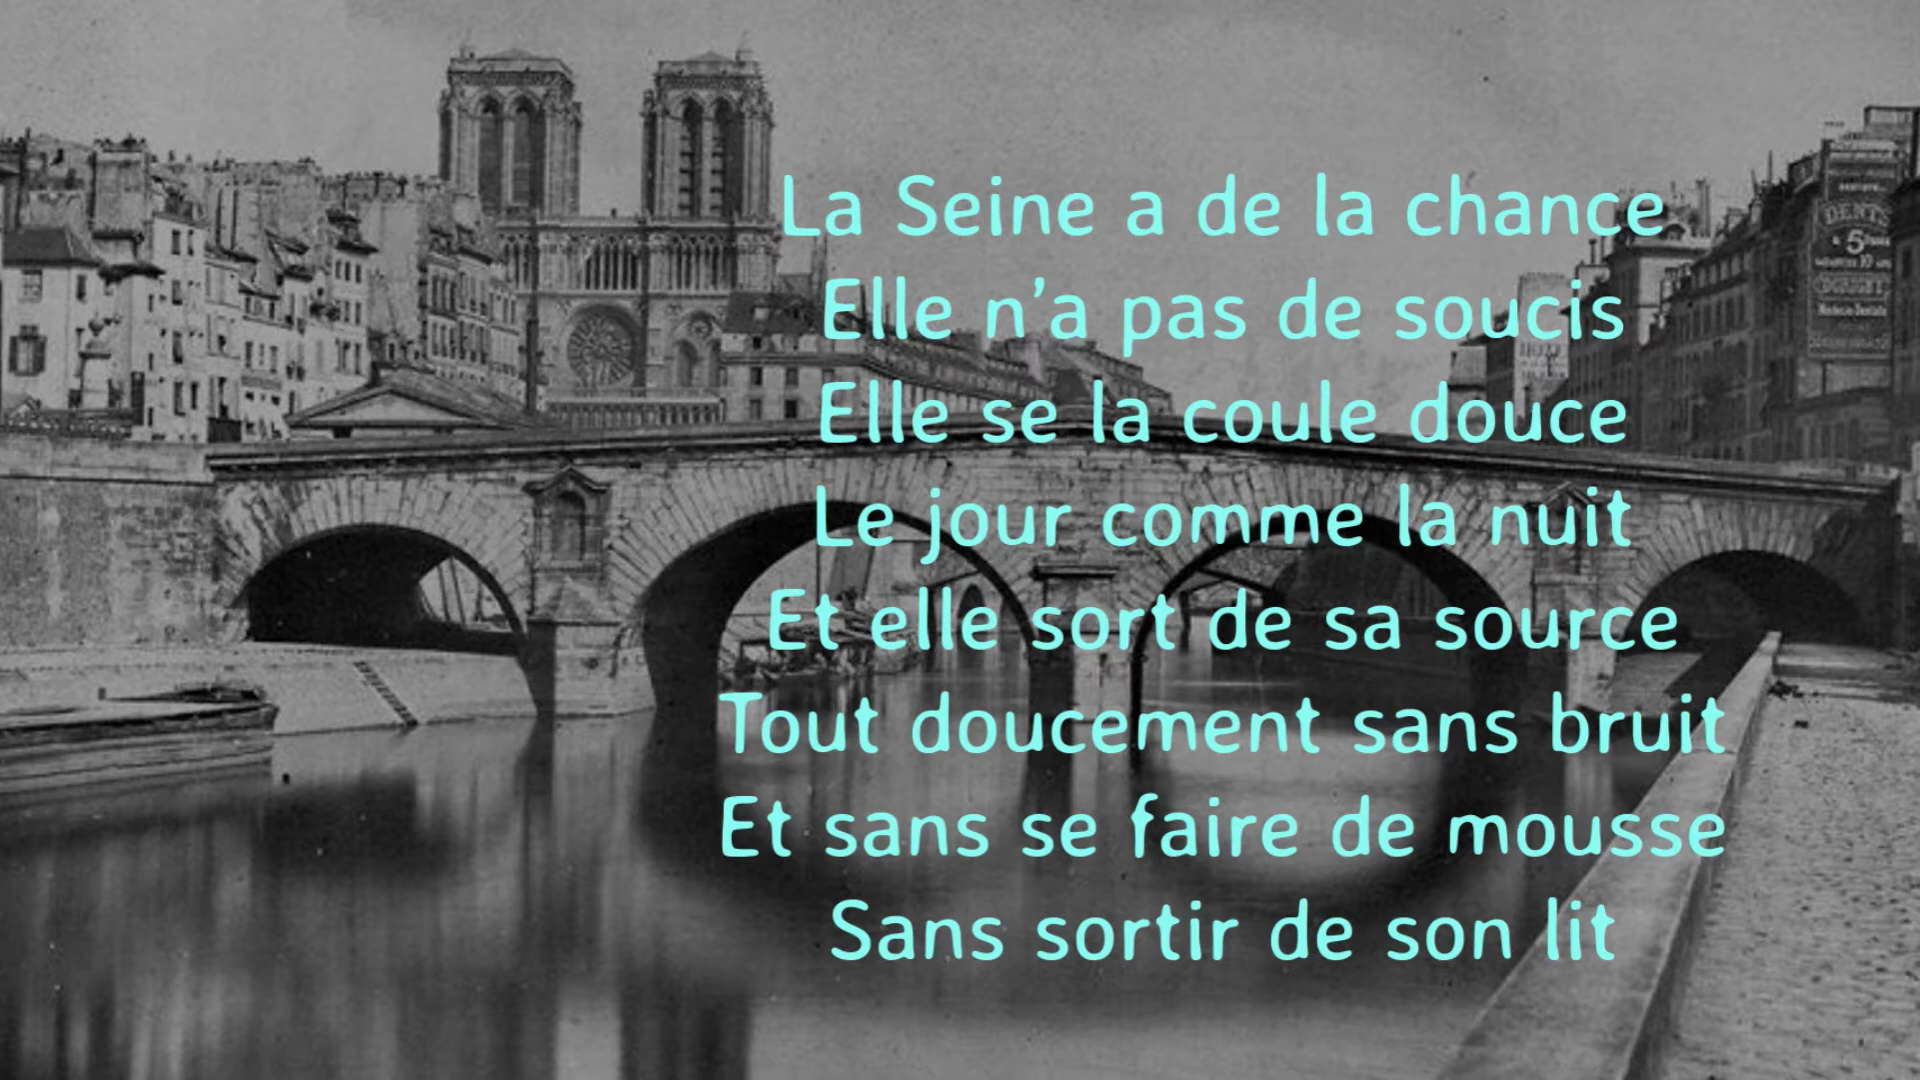 La Seine a de la chance
Elle n’a pas de soucis
Elle se la coule douce
Le jour comme la nuit
Et elle sort de sa source
Tout doucement sans bruit
Et sans se faire de mousse
Sans sortir de son lit
DENTS
5